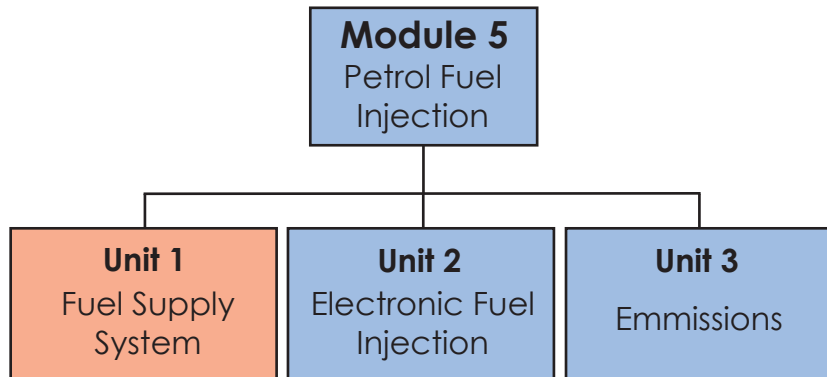 Module 5
Petrol Fuel
Injection
Unit 1
Fuel Supply
System
Unit 2
Electronic Fuel
Injection
Unit 3
Emmissions